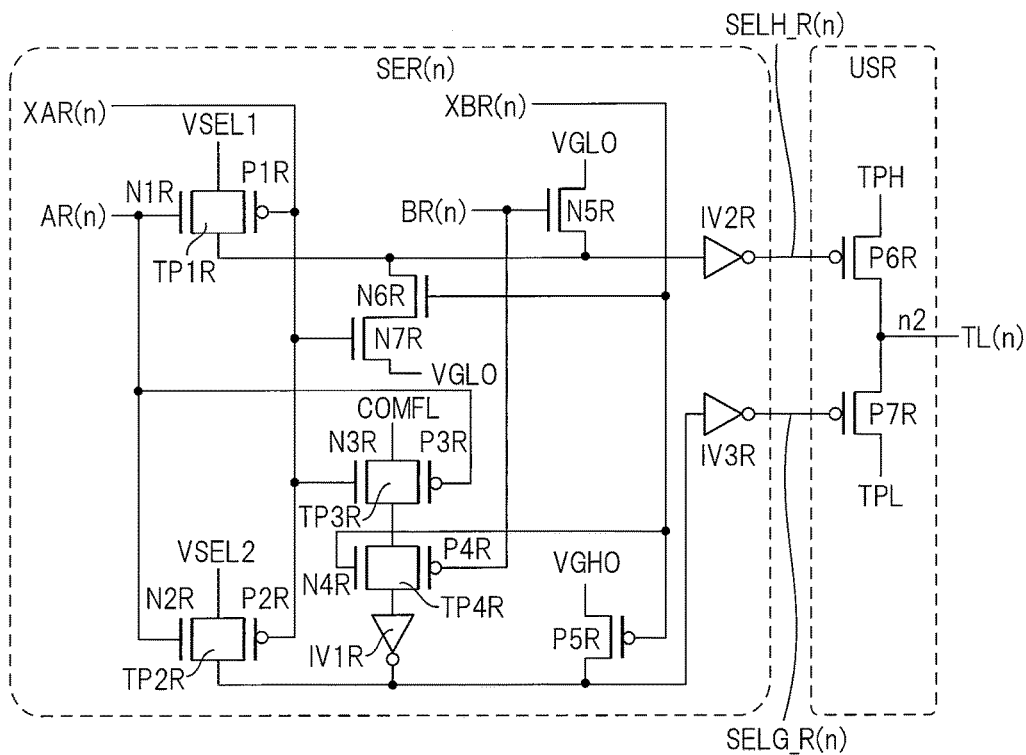 SELH_R(n)
SER(n)
USR
XAR(n)
XBR(n)
VSEL1
VGLO
N1R
P1R
TPH
AR(n)
BR(n)
N5R
IV2R
P6R
TP1R
N6R
n2
TL(n)
N7R
VGLO
COMFL
P7R
N3R
P3R
IV3R
TP3R
TPL
VSEL2
P4R
VGHO
N4R
N2R
P2R
TP4R
P5R
IV1R
TP2R
SELG_R(n)